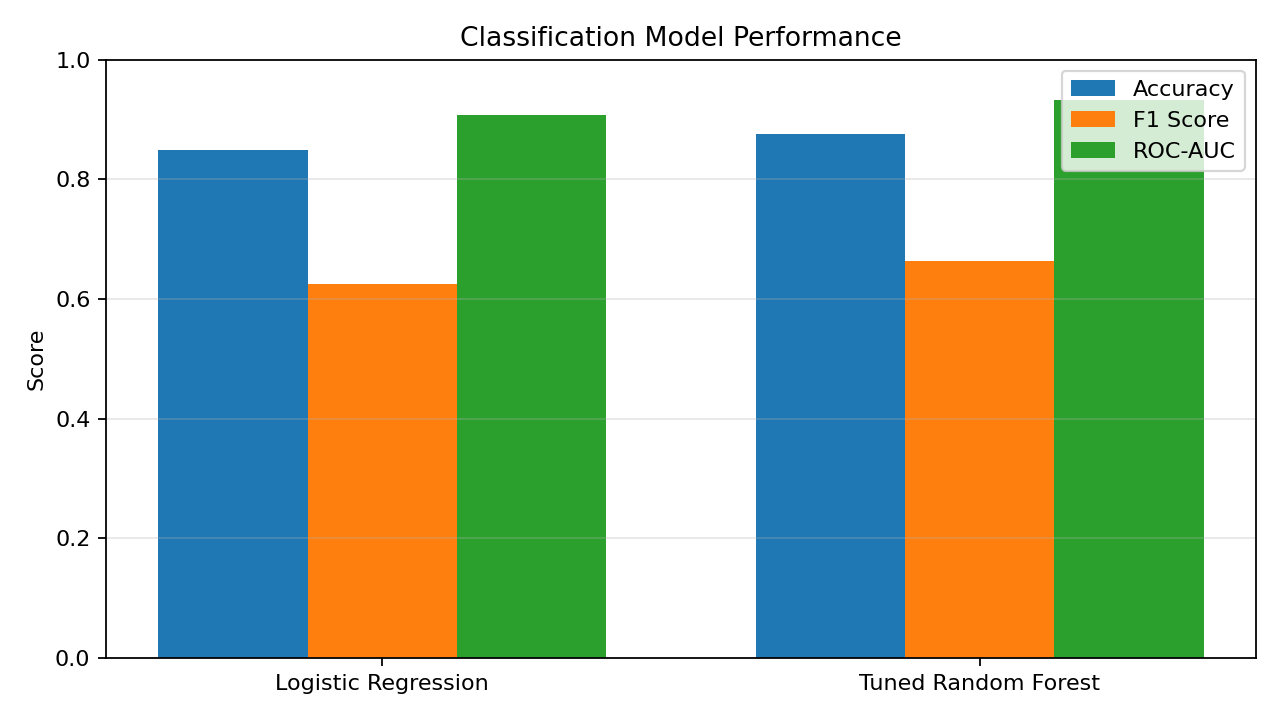 Classification Model Performance
1.0
0.8
0.6
0.4
0.2
0.0
Score
Accuracy
F1 Score
ROC-AUC
Logistic Regression
Tuned Random Forest